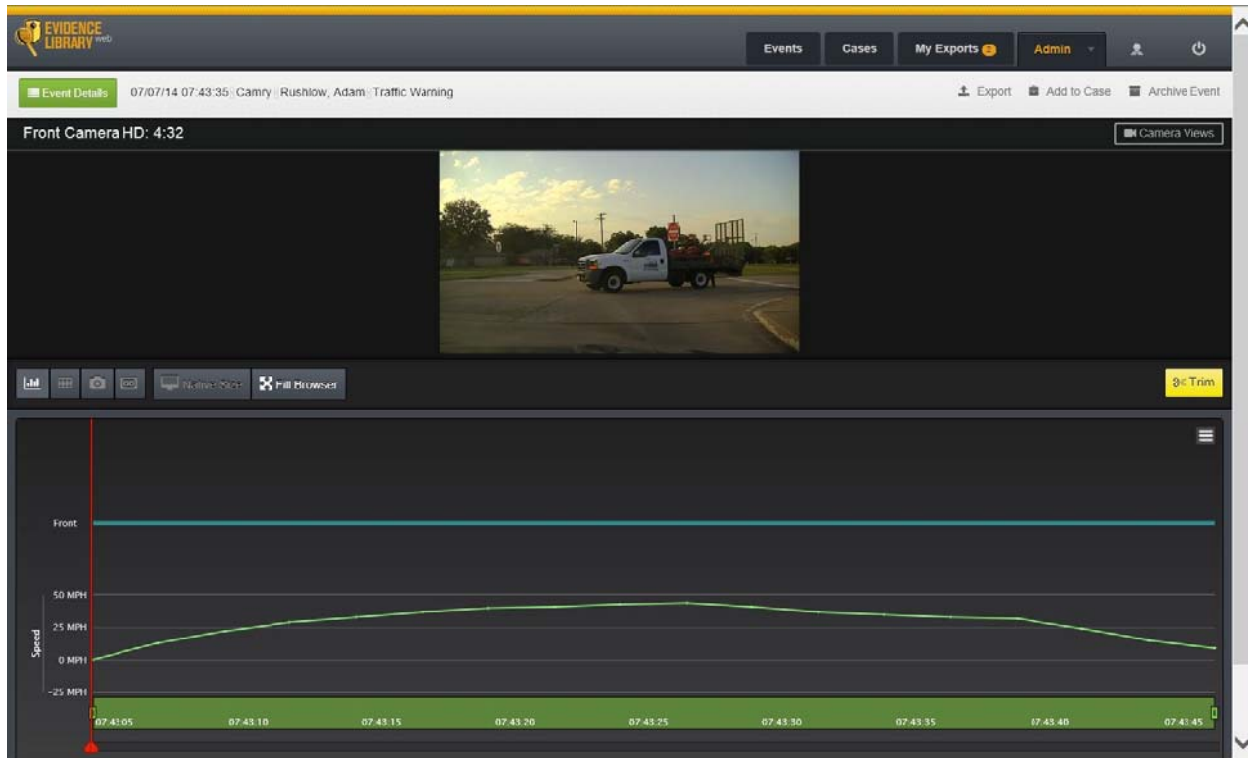 EVIDENCE
LIBRARY web
Events Cases My Exports 2 Admin
Event Details 07/07/14 07:43:35 Camry Rushlow, Adam Traffic Warning Export Add to Case Archive Event
Front Camera HD: 4:32 Camera Views
Native Size Fill Browser Trim
Front
50 MPH
25 MPH
Speed
0 MPH
-25 MPH
07:43:05 07:43:10 07:43:15 07:43:20 07:43:25 07:43:30 07:43:35 07:43:40 07:43:45